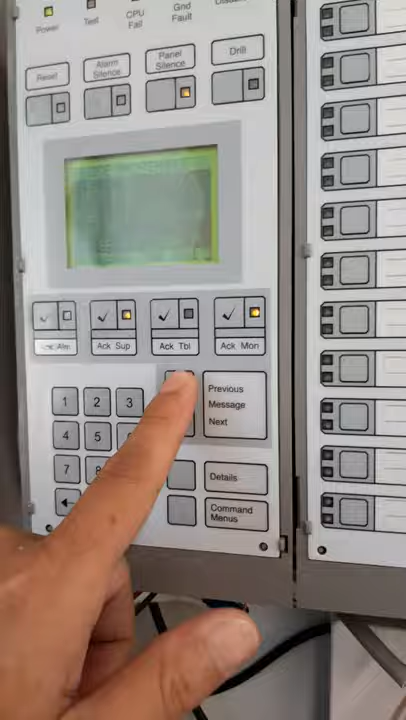 Power
Test
CPU
Fail
Gnd
Fault
Reset
Alarm
Silence
Panel
Silence
Drill
Ack Sup
Ack Tbl
Ack Mon
1
2
3
Previous
Message
Next
4
5
7
Details
Command
Menus